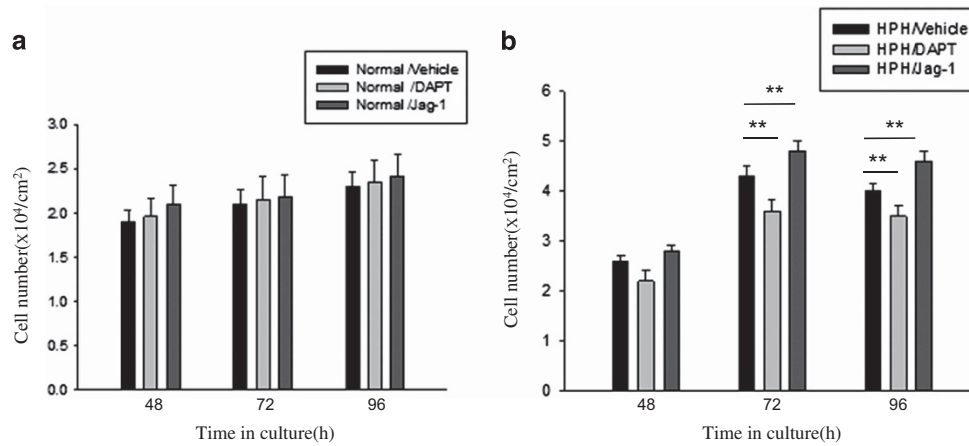 a
Normal /Vehicle
Normal /DAPT
Normal /Jag-1
3.0
2.5
2.0
1.5
1.0
0.5
0.0
Cell number(x10⁴/cm²)
48 72 96
Time in culture(h)
b
HPH/Vehicle
HPH/DAPT
HPH/Jag-1
6
5
4
3
2
0
Cell number(x10⁴/cm²)
** **
** **
48 72 96
Time in culture(h)